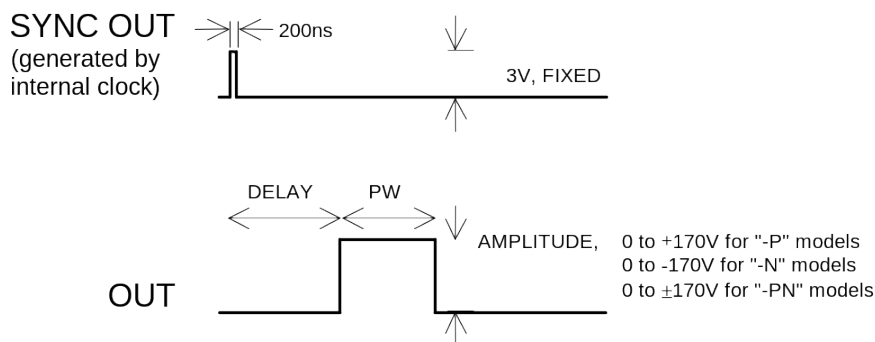 SYNC OUT
(generated by
internal clock)
200ns
3V, FIXED
DELAY
PW
AMPLITUDE,
0 to +170V for "-P" models
0 to -170V for "-N" models
0 to ±170V for "-PN" models
OUT